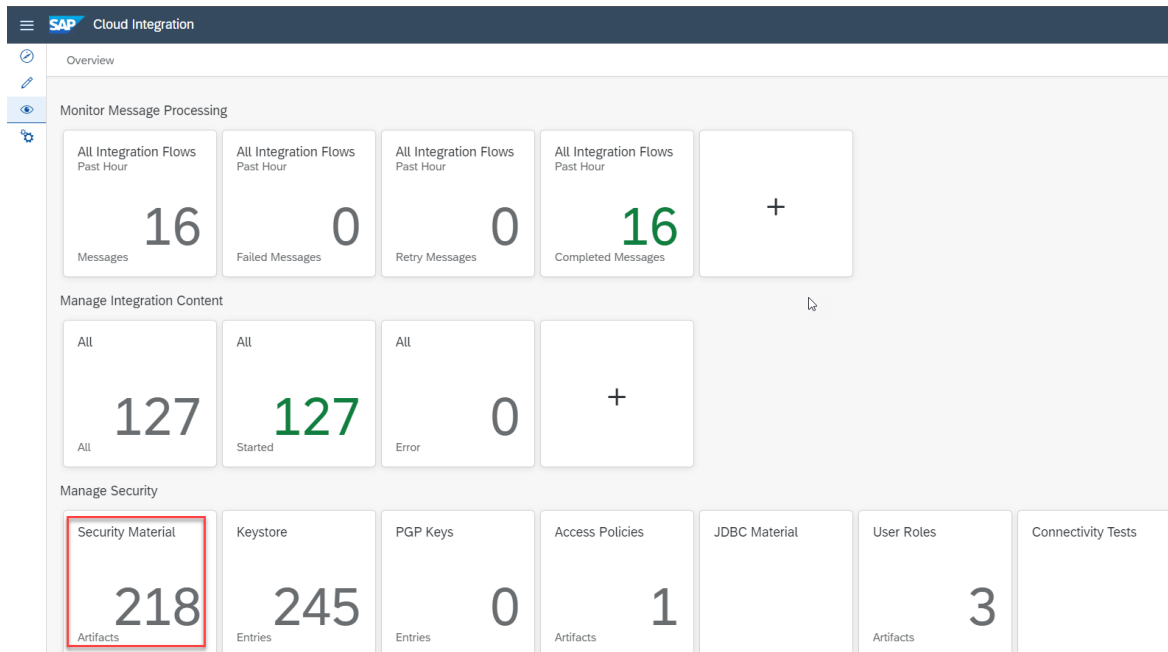 SAP Cloud Integration
Overview
Monitor Message Processing
All Integration Flows
Past Hour
16
Messages
All Integration Flows
Past Hour
0
Failed Messages
All Integration Flows
Past Hour
0
Retry Messages
All Integration Flows
Past Hour
16
Completed Messages
+
Manage Integration Content
All
127
All
All
127
Started
All
0
Error
+
Manage Security
Security Material
218
Artifacts
Keystore
245
Entries
PGP Keys
0
Entries
Access Policies
1
Artifacts
JDBC Material
User Roles
3
Artifacts
Connectivity Tests